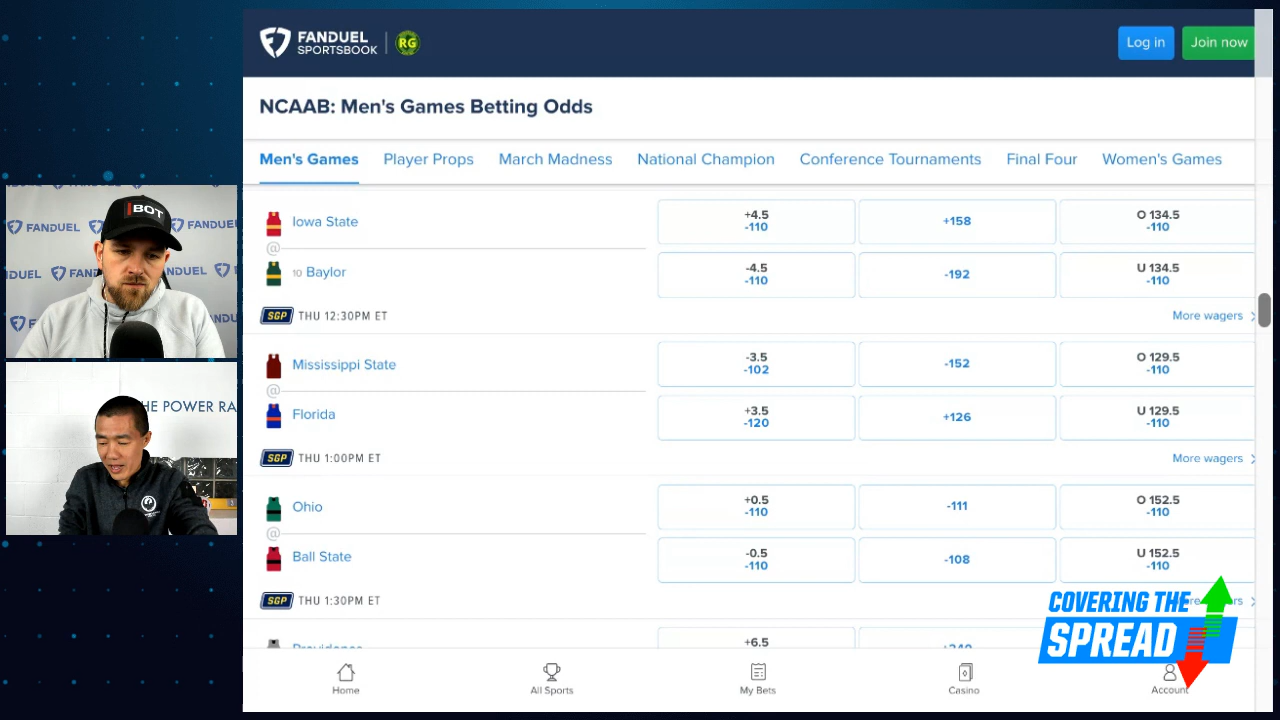 FANDUEL
SPORTSBOOK
RG
Log in
Join now
NCAAB: Men's Games Betting Odds
Men's Games
Player Props
March Madness
National Champion
Conference Tournaments
Final Four
Women's Games
Iowa State
+4.5
-110
+158
O 134.5
-110
@
10 Baylor
-4.5
-110
-192
U 134.5
-110
SGP THU 12:30PM ET
More wagers
Mississippi State
-3.5
-102
-152
O 129.5
-110
@
Florida
+3.5
-120
+126
U 129.5
-110
SGP THU 1:00PM ET
More wagers
Ohio
+0.5
-110
-111
O 152.5
-110
@
Ball State
-0.5
-110
-108
U 152.5
-110
SGP THU 1:30PM ET
+6.5
Home
All Sports
My Bets
Casino
Account
BOT
FANDUEL
FANDUEL
HE POWER RA
COVERING THE
SPREAD